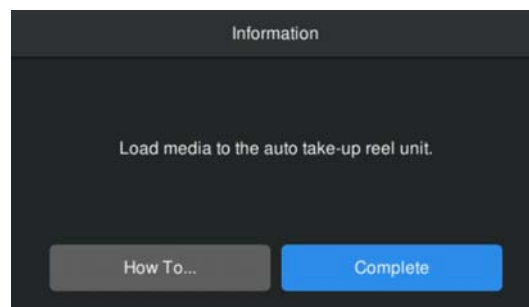 Information
Load media to the auto take-up reel unit.
How To...
Complete